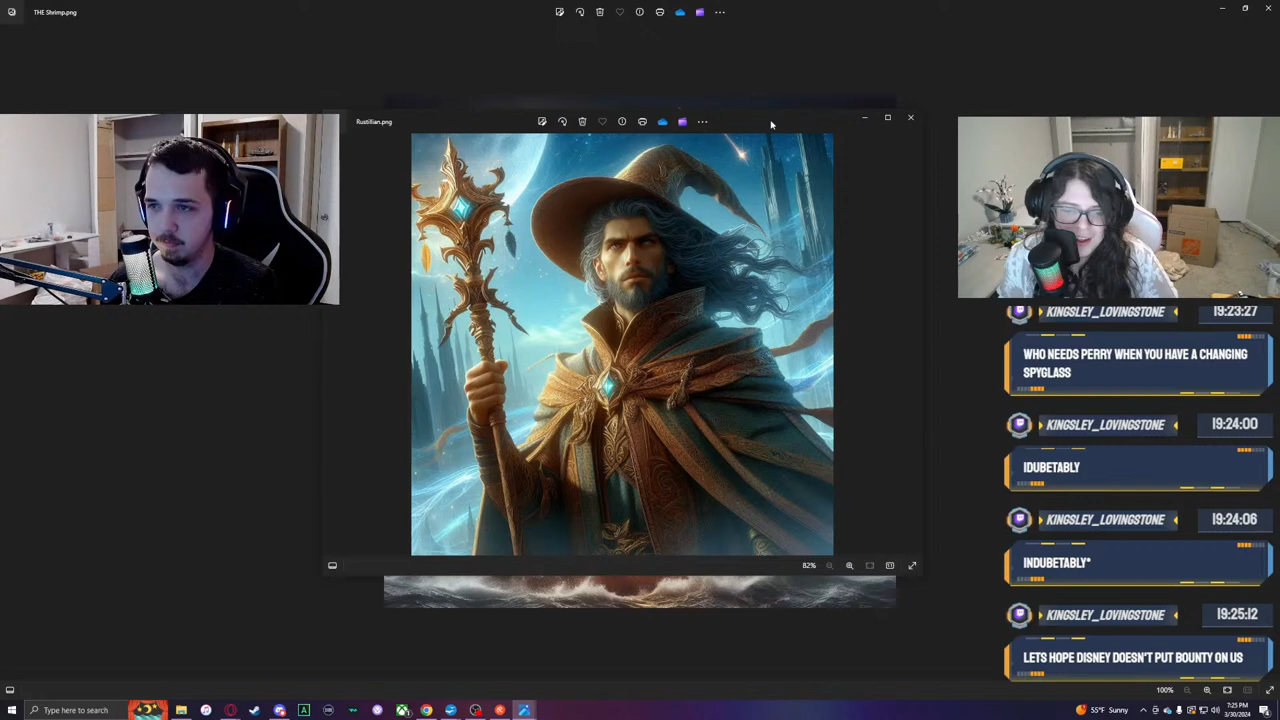 THE Shrimp.png
Rustillian.png
82%
KINGSLEY_LOVINGSTONE 19:23:27
WHO NEEDS PERRY WHEN YOU HAVE A CHANGING
SPYGLASS
KINGSLEY_LOVINGSTONE 19:24:00
IDUBETABLY
KINGSLEY_LOVINGSTONE 19:24:06
INDUBETABLY*
KINGSLEY_LOVINGSTONE 19:25:12
LETS HOPE DISNEY DOESN'T PUT BOUNTY ON US
100%
Type here to search
55°F Sunny
7:25 PM
3/30/2024